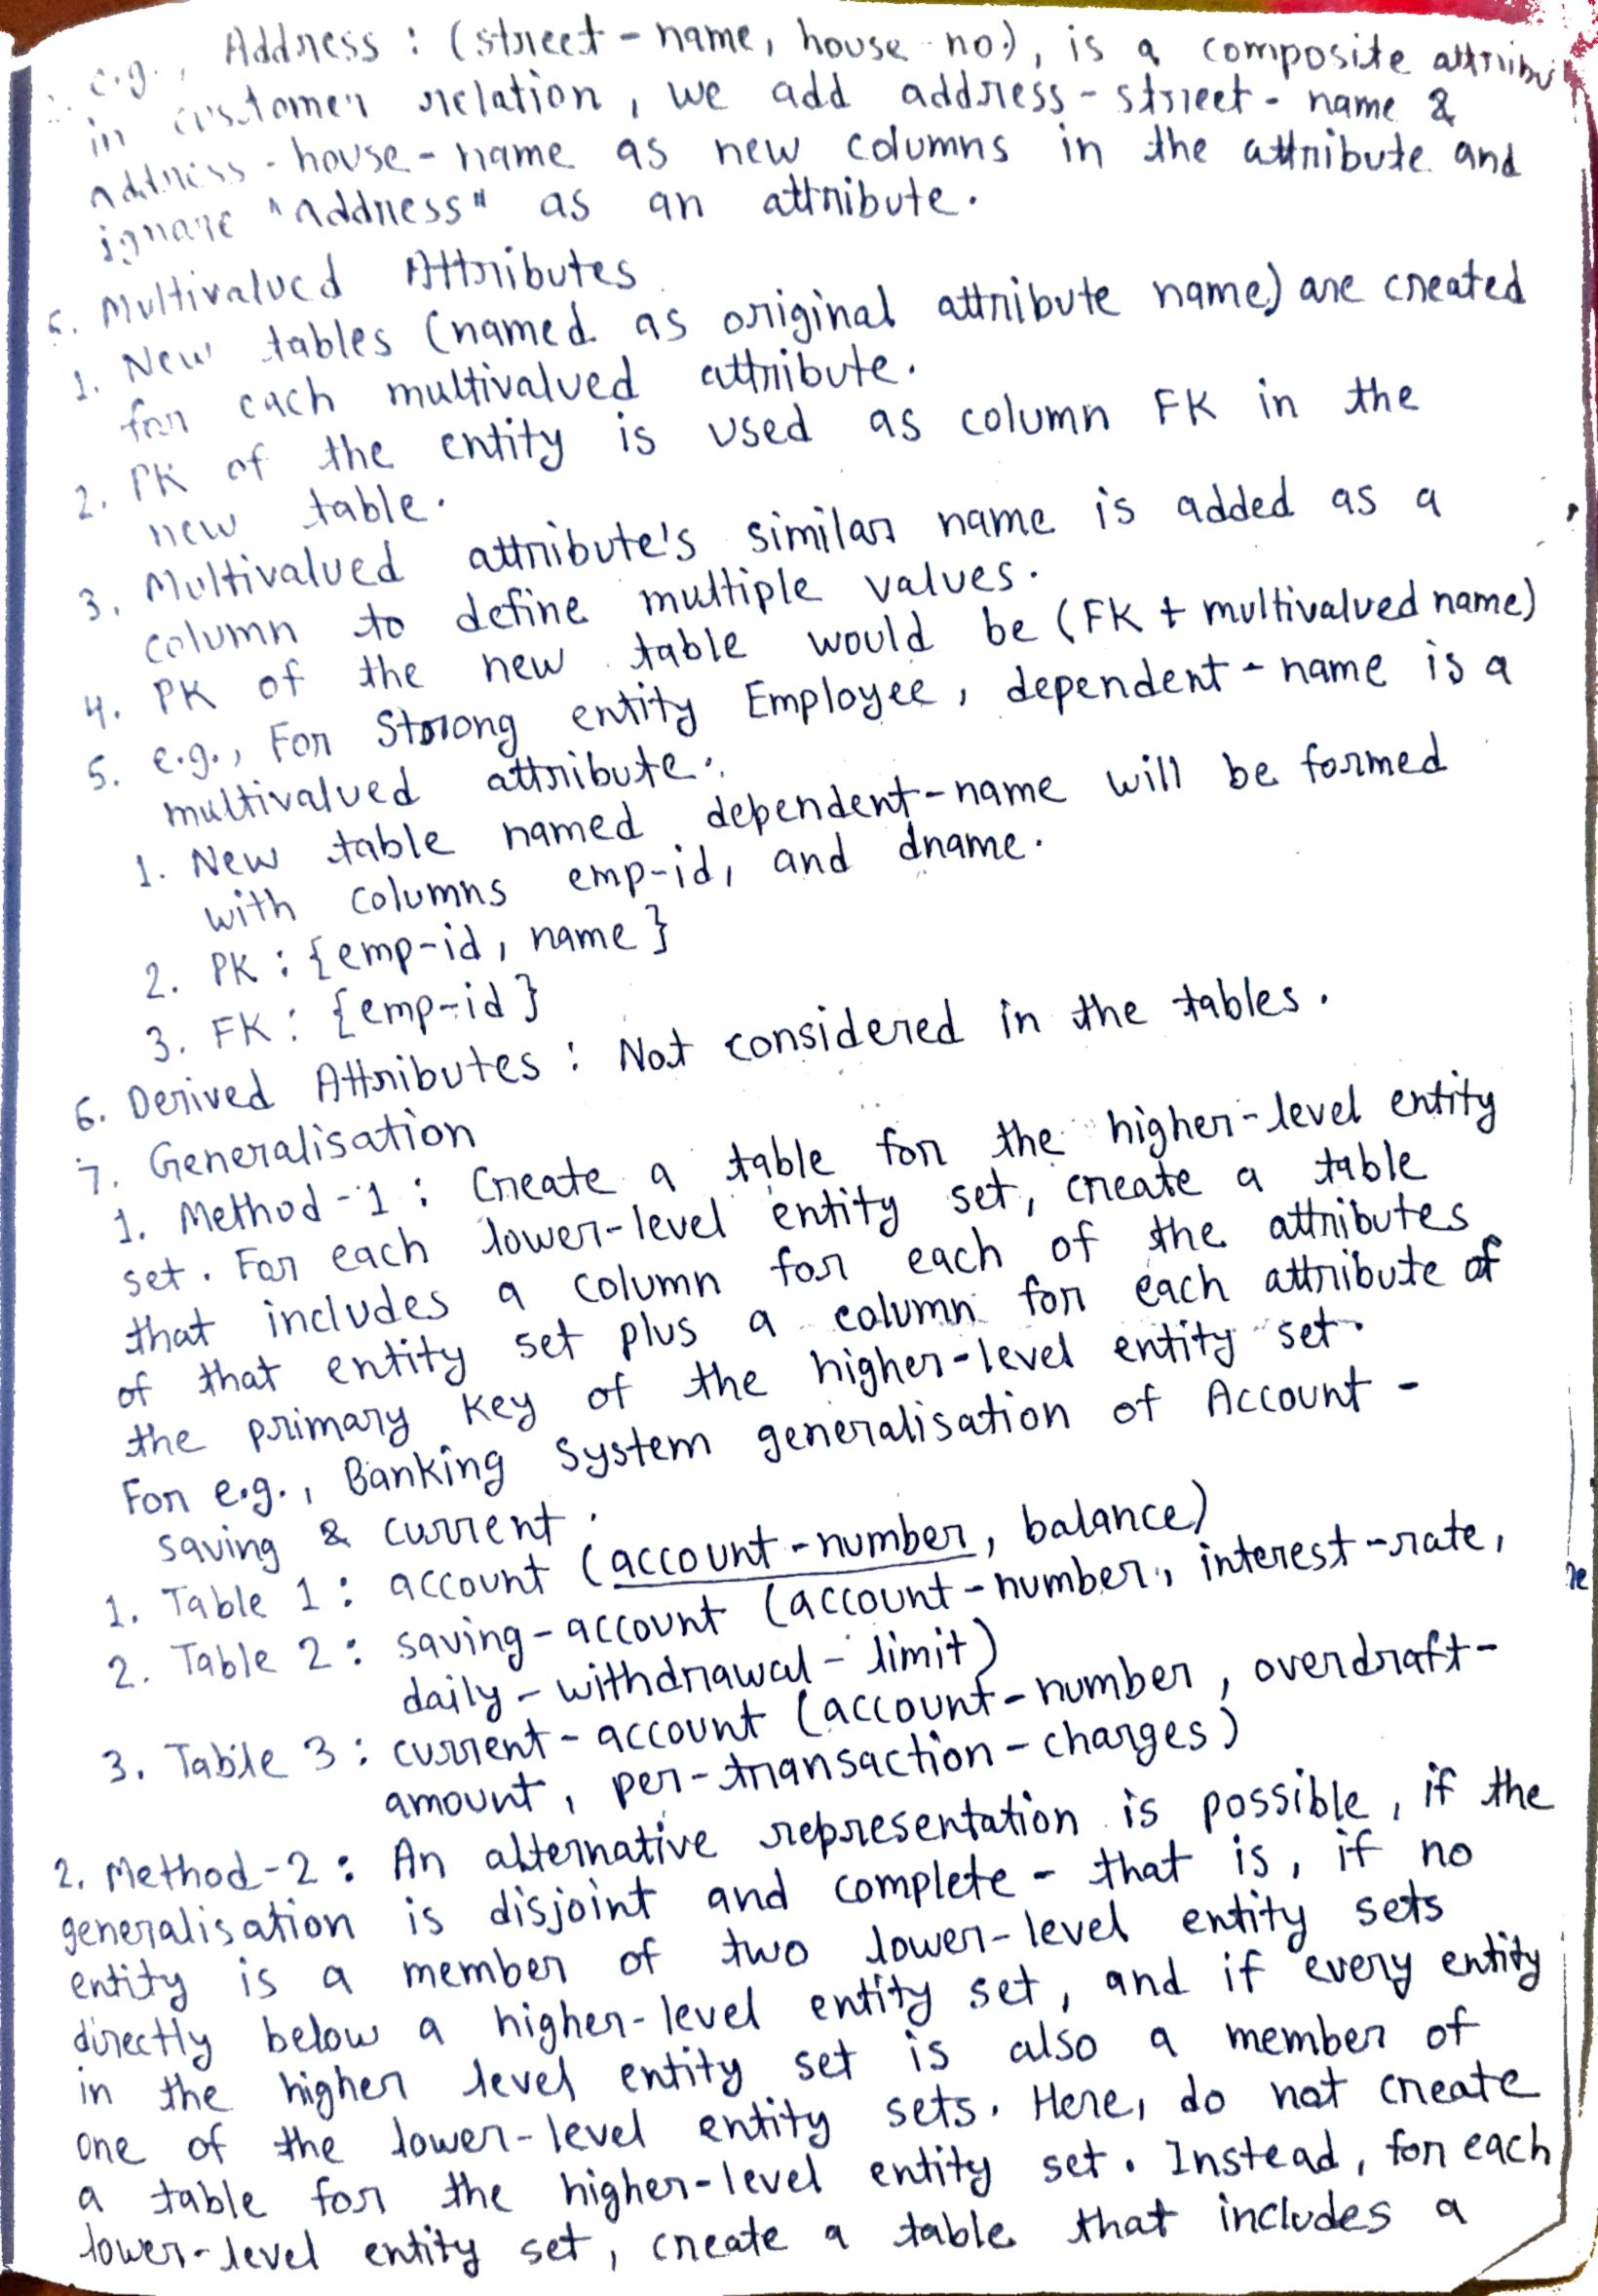 e.g., Address : (street-name, house no.), is a composite attribu
in customer relation, we add address-street-name &
address-house-name as new columns in the attribute and
ignore "address" as an attribute.
5. Multivalued Attributes
1. New tables (named as original attribute name) are created
for each multivalued attribute.
2. PK of the entity is used as column FK in the
new table.
3. Multivalued attribute's similar name is added as a
column to define multiple values.
4. PK of the new table would be (FK + multivalued name)
5. e.g., For Strong entity Employee, dependent-name is a
multivalued attribute.
1. New table named dependent-name will be formed
with columns emp-id, and dname.
2. PK : {emp-id, name}
3. FK : {emp-id}
6. Derived Attributes : Not considered in the tables.
7. Generalisation
1. Method-1 : Create a table for the higher-level entity
set. For each lower-level entity set, create a table
that includes a column for each of the attributes
of that entity set plus a column for each attribute of
the primary key of the higher-level entity set.
For e.g., Banking System generalisation of Account -
saving & current.
1. Table 1 : account (account-number, balance)
2. Table 2 : saving-account (account-number, interest-rate,
daily-withdrawal-limit)
3. Table 3 : current-account (account-number, overdraft-
amount, per-transaction-charges)
2. Method-2 : An alternative representation is possible, if the
generalisation is disjoint and complete - that is, if no
entity is a member of two lower-level entity sets
directly below a higher-level entity set, and if every entity
in the higher level entity set is also a member of
one of the lower-level entity sets. Here, do not create
a table for the higher-level entity set. Instead, for each
lower-level entity set, create a table that includes a